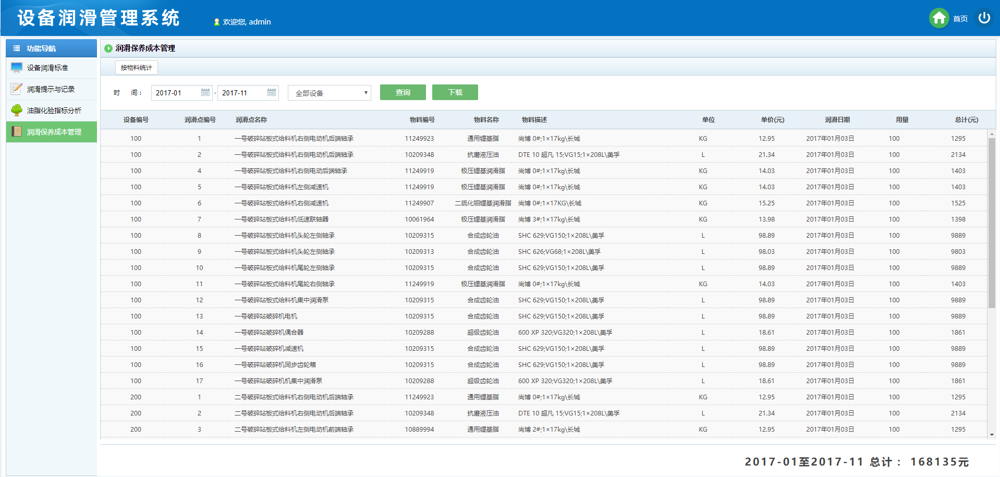 设备润滑管理系统
欢迎您, admin
首页
功能导航
设备润滑标准
润滑提示与记录
油脂化验指标分析
润滑保养成本管理
润滑保养成本管理
按物料统计
时 间： 2017-01 - 2017-11 全部设备 查询 下载
设备编号 润滑点编号 润滑点名称 物料编号 物料名称 物料描述 单位 单价(元) 润滑日期 用量 总计(元)
100 1 一号破碎站板式给料机右侧电动机后端轴承 11249923 通用锂基脂 尚博 0#;1×17kg\长城 KG 12.95 2017年01月03日 100 1295
100 2 一号破碎站板式给料机右侧电动机后端轴承 10209348 抗磨液压油 DTE 10 超凡 15;VG15;1×208L\美孚 L 21.34 2017年01月03日 100 2134
100 4 一号破碎站板式给料机右侧电动后端轴承 11249919 极压锂基润滑脂 尚博 0#;1×17kg\长城 KG 14.03 2017年01月03日 100 1403
100 5 一号破碎站板式给料机左侧减速机 11249919 极压锂基润滑脂 尚博 0#;1×17kg\长城 KG 14.03 2017年01月03日 100 1403
100 6 一号破碎站板式给料机右侧减速机 11249907 二硫化钼锂基润滑脂 尚博 0#;1×17KG\长城 KG 15.25 2017年01月03日 100 1525
100 7 一号破碎站板式给料机低速联轴器 10061964 极压锂基润滑脂 尚博 3#;1×17kg\长城 KG 13.98 2017年01月03日 100 1398
100 8 一号破碎站板式给料机头轮左侧轴承 10209315 合成齿轮油 SHC 629;VG150;1×208L\美孚 L 98.89 2017年01月03日 100 9889
100 9 一号破碎站板式给料机头轮左侧轴承 10209313 合成齿轮油 SHC 626;VG68;1×208L\美孚 L 98.03 2017年01月03日 100 9803
100 10 一号破碎站板式给料机尾轮左侧轴承 10209315 合成齿轮油 SHC 629;VG150;1×208L\美孚 L 98.89 2017年01月03日 100 9889
100 11 一号破碎站板式给料机尾轮右侧轴承 11249919 极压锂基润滑脂 尚博 0#;1×17kg\长城 KG 14.03 2017年01月03日 100 1403
100 12 一号破碎站板式给料机集中润滑泵 10209315 合成齿轮油 SHC 629;VG150;1×208L\美孚 L 98.89 2017年01月03日 100 9889
100 13 一号破碎站破碎机电机 10209315 合成齿轮油 SHC 629;VG150;1×208L\美孚 L 98.89 2017年01月03日 100 9889
100 14 一号破碎站破碎机偶合器 10209288 超级齿轮油 600 XP 320;VG320;1×208L\美孚 L 18.61 2017年01月03日 100 1861
100 15 一号破碎站破碎机减速机 10209315 合成齿轮油 SHC 629;VG150;1×208L\美孚 L 98.89 2017年01月03日 100 9889
100 16 一号破碎站破碎机同步齿轮箱 10209315 合成齿轮油 SHC 629;VG150;1×208L\美孚 L 98.89 2017年01月03日 100 9889
100 17 一号破碎站破碎机机集中润滑泵 10209288 超级齿轮油 600 XP 320;VG320;1×208L\美孚 L 18.61 2017年01月03日 100 1861
200 1 二号破碎站板式给料机右侧电动机后端轴承 11249923 通用锂基脂 尚博 0#;1×17kg\长城 KG 12.95 2017年01月03日 100 1295
200 2 二号破碎站板式给料机右侧电动机后端轴承 10209348 抗磨液压油 DTE 10 超凡 15;VG15;1×208L\美孚 L 21.34 2017年01月03日 100 2134
200 3 二号破碎站板式给料机左侧电动机前端轴承 10889994 通用锂基脂 尚博 2#;1×17kg\长城 KG 12.95 2017年01月03日 100 1295
2017-01至2017-11 总计： 168135元